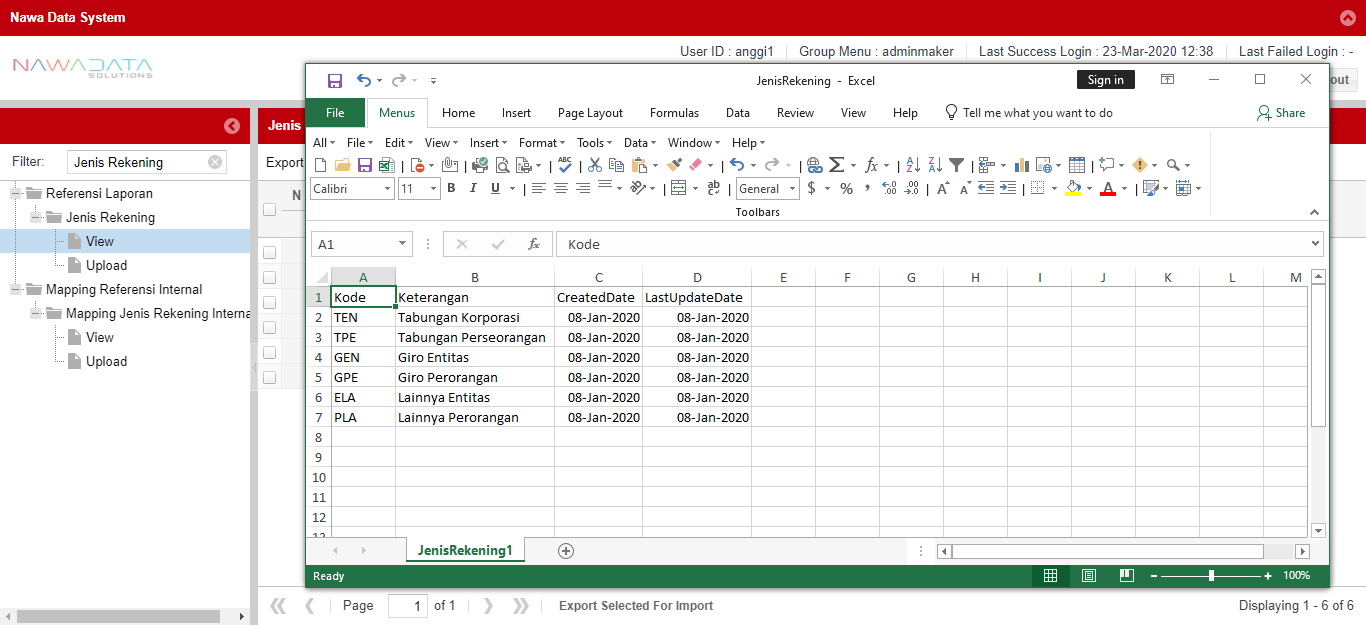 Nawa Data System
NAWADATA
SOLUTIONS
User ID : anggi1 Group Menu : adminmaker Last Success Login : 23-Mar-2020 12:38 Last Failed Login : -
out
JenisRekening - Excel Sign in
File Menus Home Insert Page Layout Formulas Data Review View Help Tell me what you want to do Share
All File Edit View Insert Format Tools Data Window Help
Calibri 11 B I U General $ % ,
Toolbars
A1 fx Kode
A B C D E F G H I J K L M
1 Kode Keterangan CreatedDate LastUpdateDate
2 TEN Tabungan Korporasi 08-Jan-2020 08-Jan-2020
3 TPE Tabungan Perseorangan 08-Jan-2020 08-Jan-2020
4 GEN Giro Entitas 08-Jan-2020 08-Jan-2020
5 GPE Giro Perorangan 08-Jan-2020 08-Jan-2020
6 ELA Lainnya Entitas 08-Jan-2020 08-Jan-2020
7 PLA Lainnya Perorangan 08-Jan-2020 08-Jan-2020
8
9
10
11
12
JenisRekening1
Ready 100%
Filter: Jenis Rekening
Referensi Laporan
Jenis Rekening
View
Upload
Mapping Referensi Internal
Mapping Jenis Rekening Interna
View
Upload
Jenis
Export
N
Page 1 of 1 Export Selected For Import Displaying 1 - 6 of 6